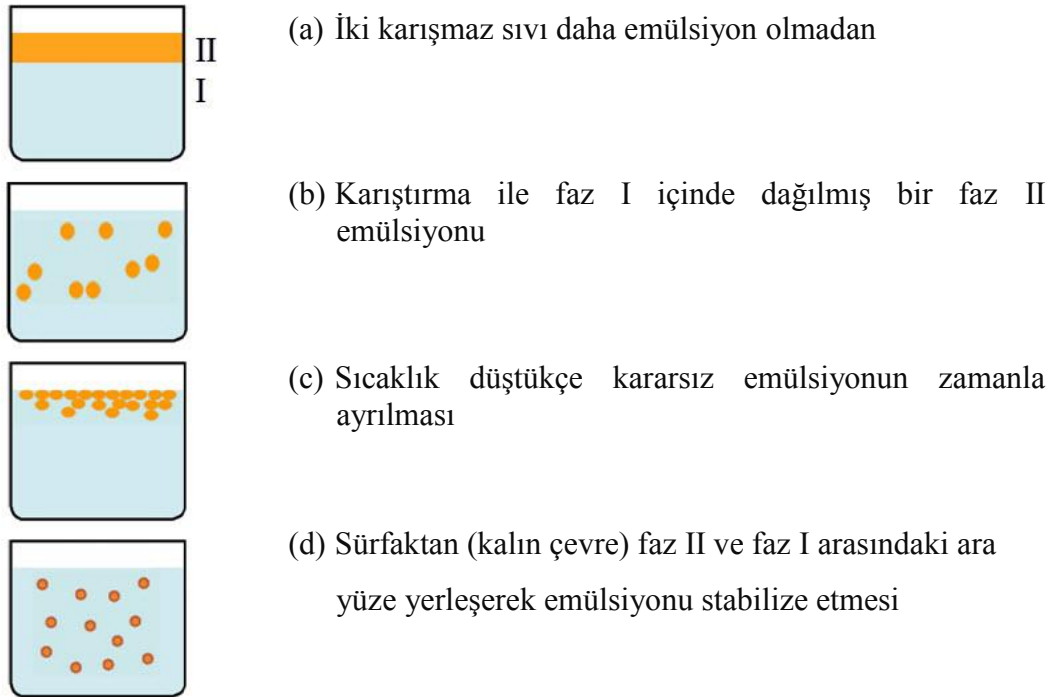 (a) İki karışmaz sıvı daha emülsiyon olmadan
II
I
(b) Karıştırma ile faz I içinde dağılmış bir faz II
emülsiyonu
(c) Sıcaklık düştükçe kararsız emülsiyonun zamanla
ayrılması
(d) Sürfaktan (kalın çevre) faz II ve faz I arasındaki ara
yüze yerleşerek emülsiyonu stabilize etmesi